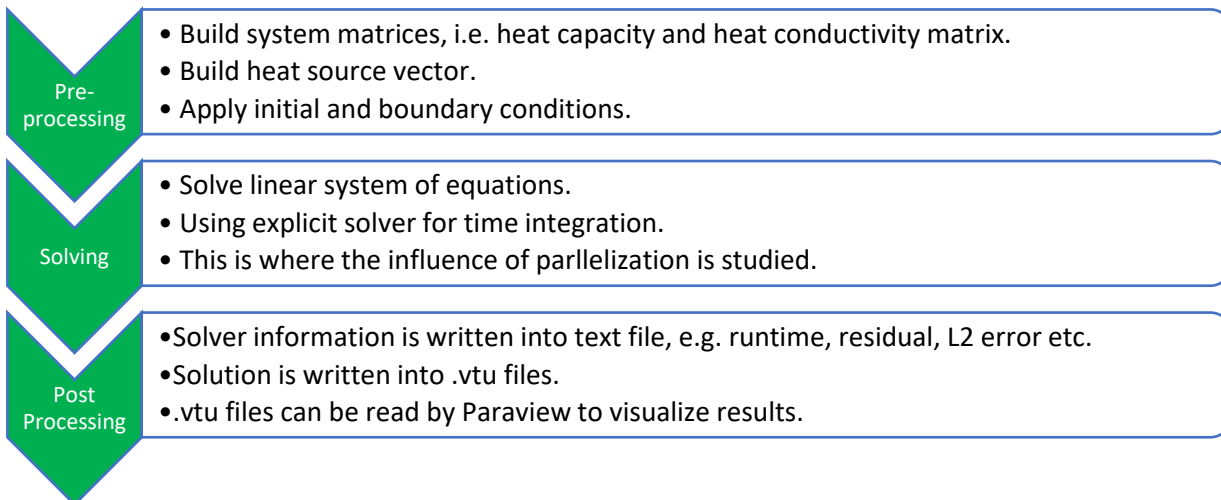 Pre-
processing
• Build system matrices, i.e. heat capacity and heat conductivity matrix.
• Build heat source vector.
• Apply initial and boundary conditions.
Solving
• Solve linear system of equations.
• Using explicit solver for time integration.
• This is where the influence of parllelization is studied.
Post
Processing
•Solver information is written into text file, e.g. runtime, residual, L2 error etc.
•Solution is written into .vtu files.
•.vtu files can be read by Paraview to visualize results.